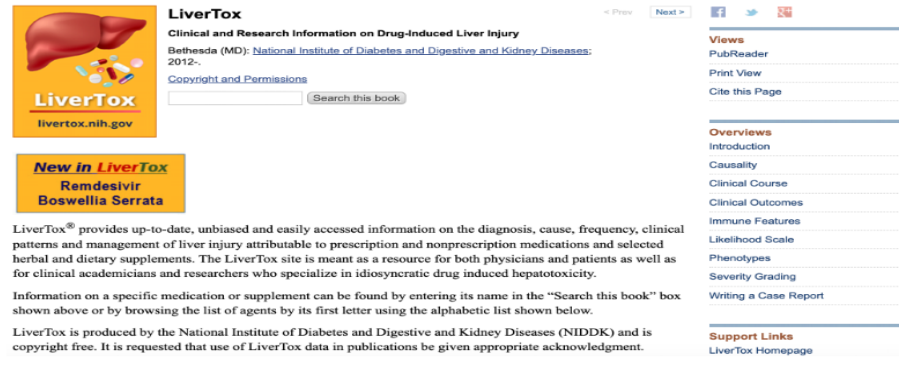 LiverTox
< Prev
Next >
Clinical and Research Information on Drug-Induced Liver Injury
Bethesda (MD): National Institute of Diabetes and Digestive and Kidney Diseases;
2012-.
Copyright and Permissions
Search this book
LiverTox
livertox.nih.gov
New in LiverTox
Remdesivir
Boswellia Serrata
LiverTox® provides up-to-date, unbiased and easily accessed information on the diagnosis, cause, frequency, clinical
patterns and management of liver injury attributable to prescription and nonprescription medications and selected
herbal and dietary supplements. The LiverTox site is meant as a resource for both physicians and patients as well as
for clinical academicians and researchers who specialize in idiosyncratic drug induced hepatotoxicity.
Information on a specific medication or supplement can be found by entering its name in the “Search this book” box
shown above or by browsing the list of agents by its first letter using the alphabetic list shown below.
LiverTox is produced by the National Institute of Diabetes and Digestive and Kidney Diseases (NIDDK) and is
copyright free. It is requested that use of LiverTox data in publications be given appropriate acknowledgment.
Views
PubReader
Print View
Cite this Page
Overviews
Introduction
Causality
Clinical Course
Clinical Outcomes
Immune Features
Likelihood Scale
Phenotypes
Severity Grading
Writing a Case Report
Support Links
LiverTox Homepage